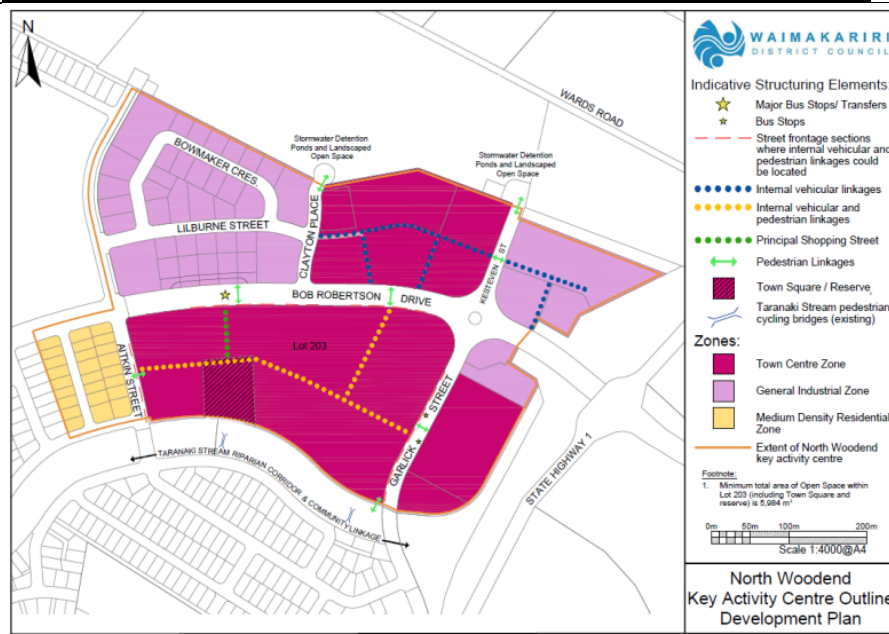 N
WARDS ROAD
Stormwater Detention
Ponds and Landscaped
Open Space
Stormwater Detention
Ponds and Landscaped
Open Space
BOWMAKER CRES.
LILBURNE STREET
CLAYTON PLACE
KESTEVEN ST
BOB ROBERTSON DRIVE
Lot 203
AITKIN STREET
GARLICK STREET
STATE HIGHWAY 1
TARANAKI STREAM RIPARIAN CORRIDOR & COMMUNITY LINKAGE
WAIMAKARIRI
DISTRICT COUNCIL
Indicative Structuring Elements:
Major Bus Stops/ Transfers
Bus Stops
Street frontage sections
where internal vehicular and
pedestrian linkages could
be located
Internal vehicular linkages
Internal vehicular and
pedestrian linkages
Principal Shopping Street
Pedestrian Linkages
Town Square / Reserve
Taranaki Stream pedestrian
cycling bridges (existing)
Zones:
Town Centre Zone
General Industrial Zone
Medium Density Residential
Zone
Extent of North Woodend
key activity centre
Footnote:
1. Minimum total area of Open Space within
Lot 203 (including Town Square and
reserve) is 5,984 m²
0m 50m 100m 200m
Scale 1:4000@A4
North Woodend
Key Activity Centre Outline
Development Plan